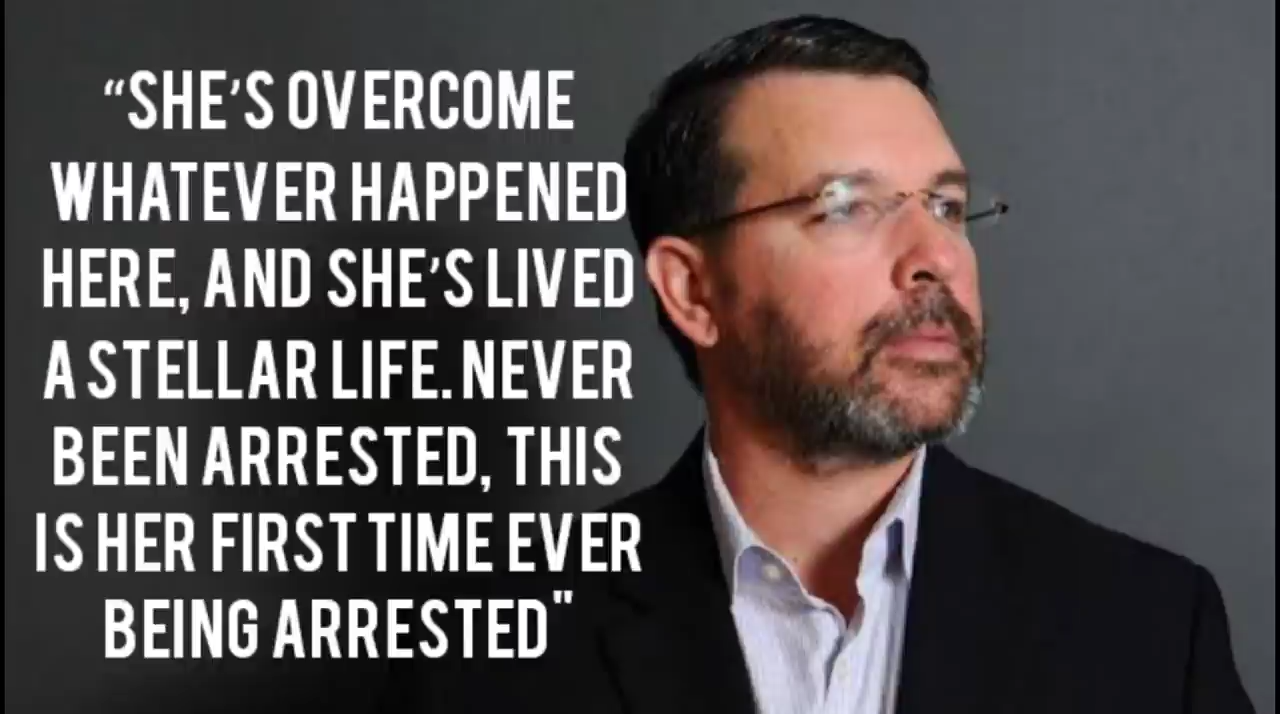 “SHE’S OVERCOME
WHATEVER HAPPENED
HERE, AND SHE’S LIVED
A STELLAR LIFE. NEVER
BEEN ARRESTED, THIS
IS HER FIRST TIME EVER
BEING ARRESTED"